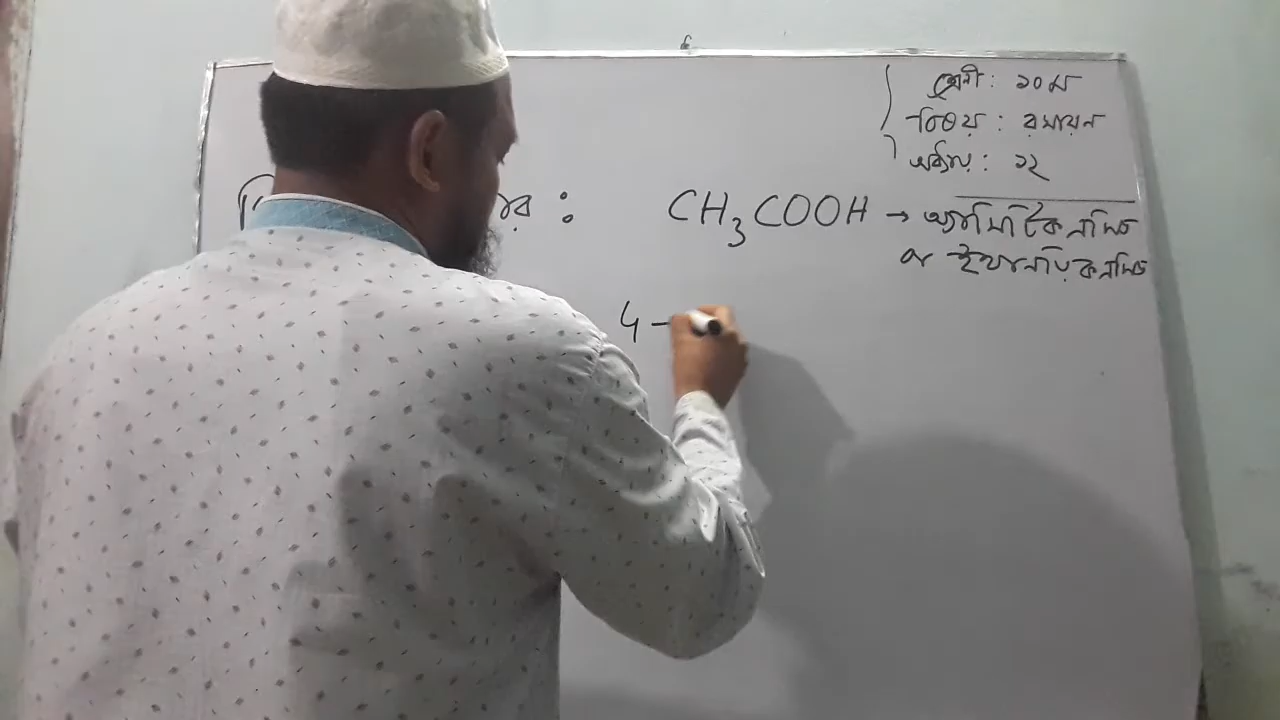 শ্রেণী : ১০ম
বিষয় : রসায়ন
অধ্যায় : ১২
: CH₃COOH → অ্যাসিটিক এসিড
বা ইথানয়িক এসিড
4 -